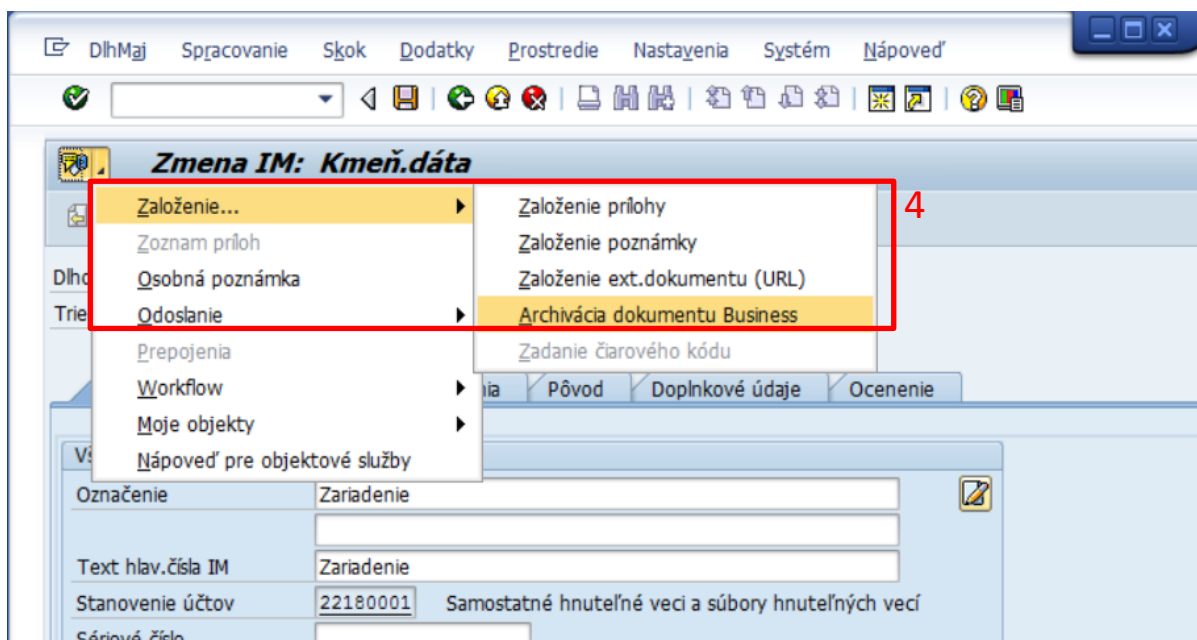 DlhMaj Spracovanie Skok Dodatky Prostredie Nastavenia Systém Nápoveď
Zmena IM: Kmeň.dáta
Založenie...
Zoznam príloh
Osobná poznámka
Odoslanie
Prepojenia
Workflow
Moje objekty
Nápoveď pre objektové služby
Založenie prílohy
Založenie poznámky
Založenie ext.dokumentu (URL)
Archivácia dokumentu Business
Zadanie čiarového kódu
4
Pôvod Doplnkové údaje Ocenenie
Označenie Zariadenie
Text hlav.čísla IM Zariadenie
Stanovenie účtov 22180001 Samostatné hnuteľné veci a súbory hnuteľných vecí
Sériové číslo